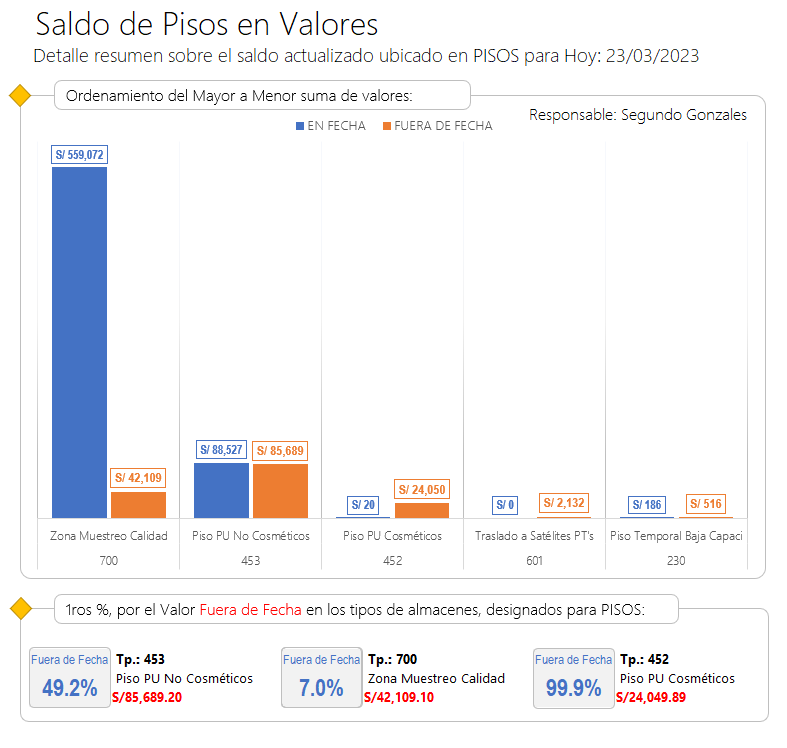 Saldo de Pisos en Valores
Detalle resumen sobre el saldo actualizado ubicado en PISOS para Hoy: 23/03/2023
Ordenamiento del Mayor a Menor suma de valores:
Responsable: Segundo Gonzales
EN FECHA FUERA DE FECHA
S/ 559,072
S/ 42,109
S/ 88,527
S/ 85,689
S/ 20
S/ 24,050
S/ 0
S/ 2,132
S/ 186
S/ 516
Zona Muestreo Calidad
Piso PU No Cosméticos
Piso PU Cosméticos
Traslado a Satélites PT's
Piso Temporal Baja Capaci
700
453
452
601
230
1ros %, por el Valor Fuera de Fecha en los tipos de almacenes, designados para PISOS:
Fuera de Fecha
49.2%
Tp.: 453
Piso PU No Cosméticos
S/85,689.20
Fuera de Fecha
7.0%
Tp.: 700
Zona Muestreo Calidad
S/42,109.10
Fuera de Fecha
99.9%
Tp.: 452
Piso PU Cosméticos
S/24,049.89